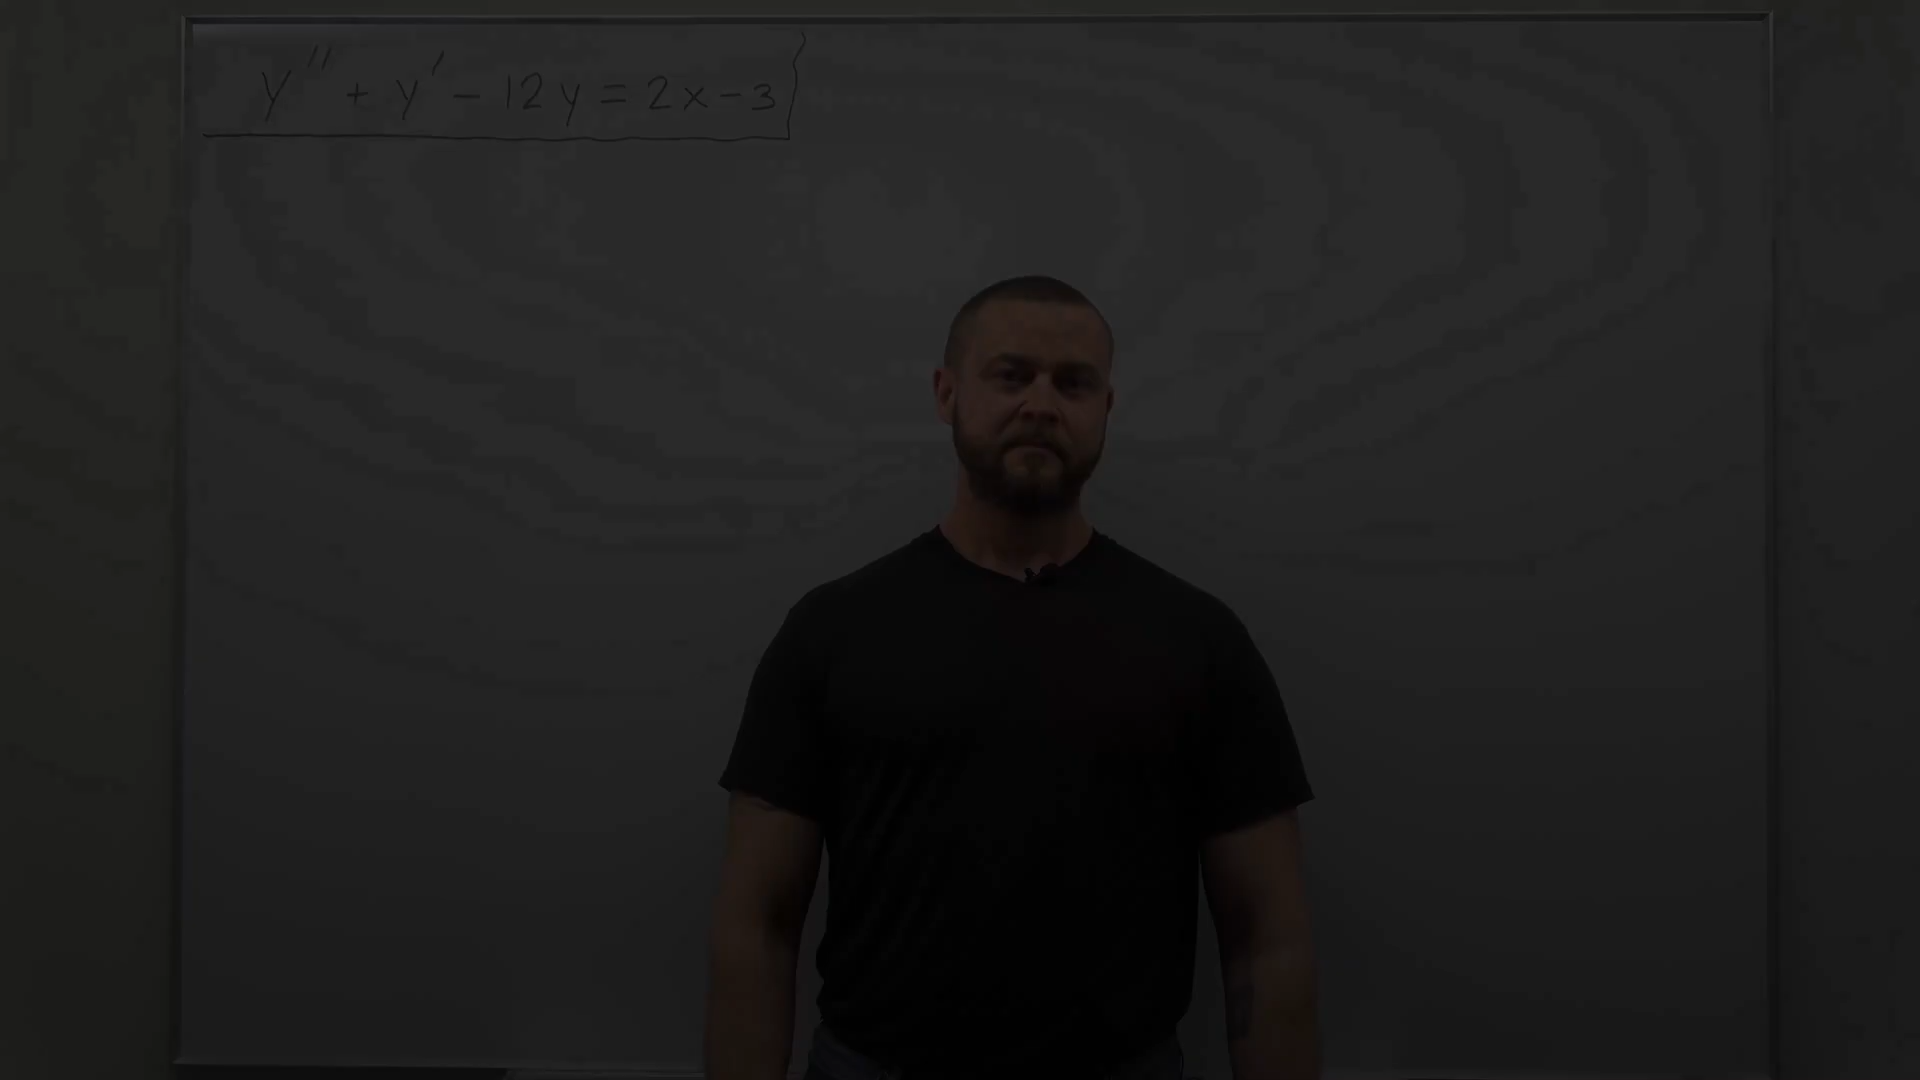 y'' + y' - 12y = 2x - 3